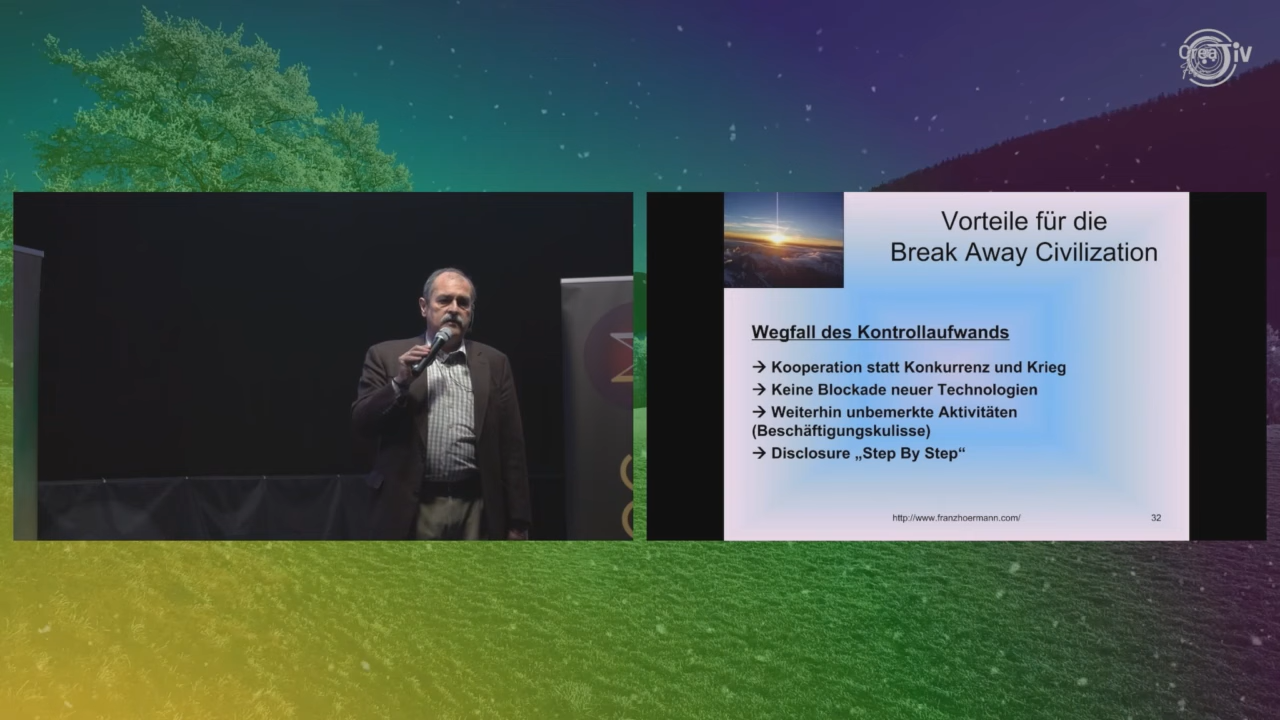 CreaTiv
Vorteile für die
Break Away Civilization
Wegfall des Kontrollaufwands
→ Kooperation statt Konkurrenz und Krieg
→ Keine Blockade neuer Technologien
→ Weiterhin unbemerkte Aktivitäten
(Beschäftigungskulisse)
→ Disclosure „Step By Step“
http://www.franzhoermann.com/
32